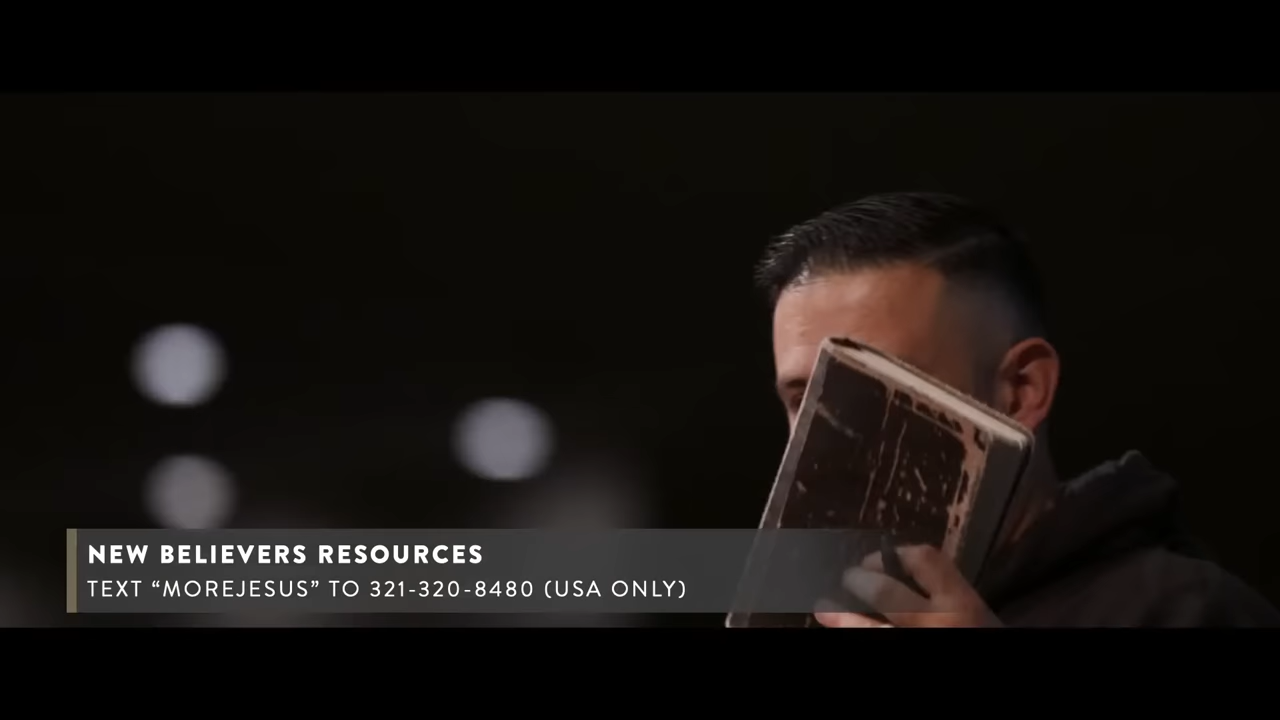 NEW BELIEVERS RESOURCES
TEXT “MOREJESUS” TO 321-320-8480 (USA ONLY)